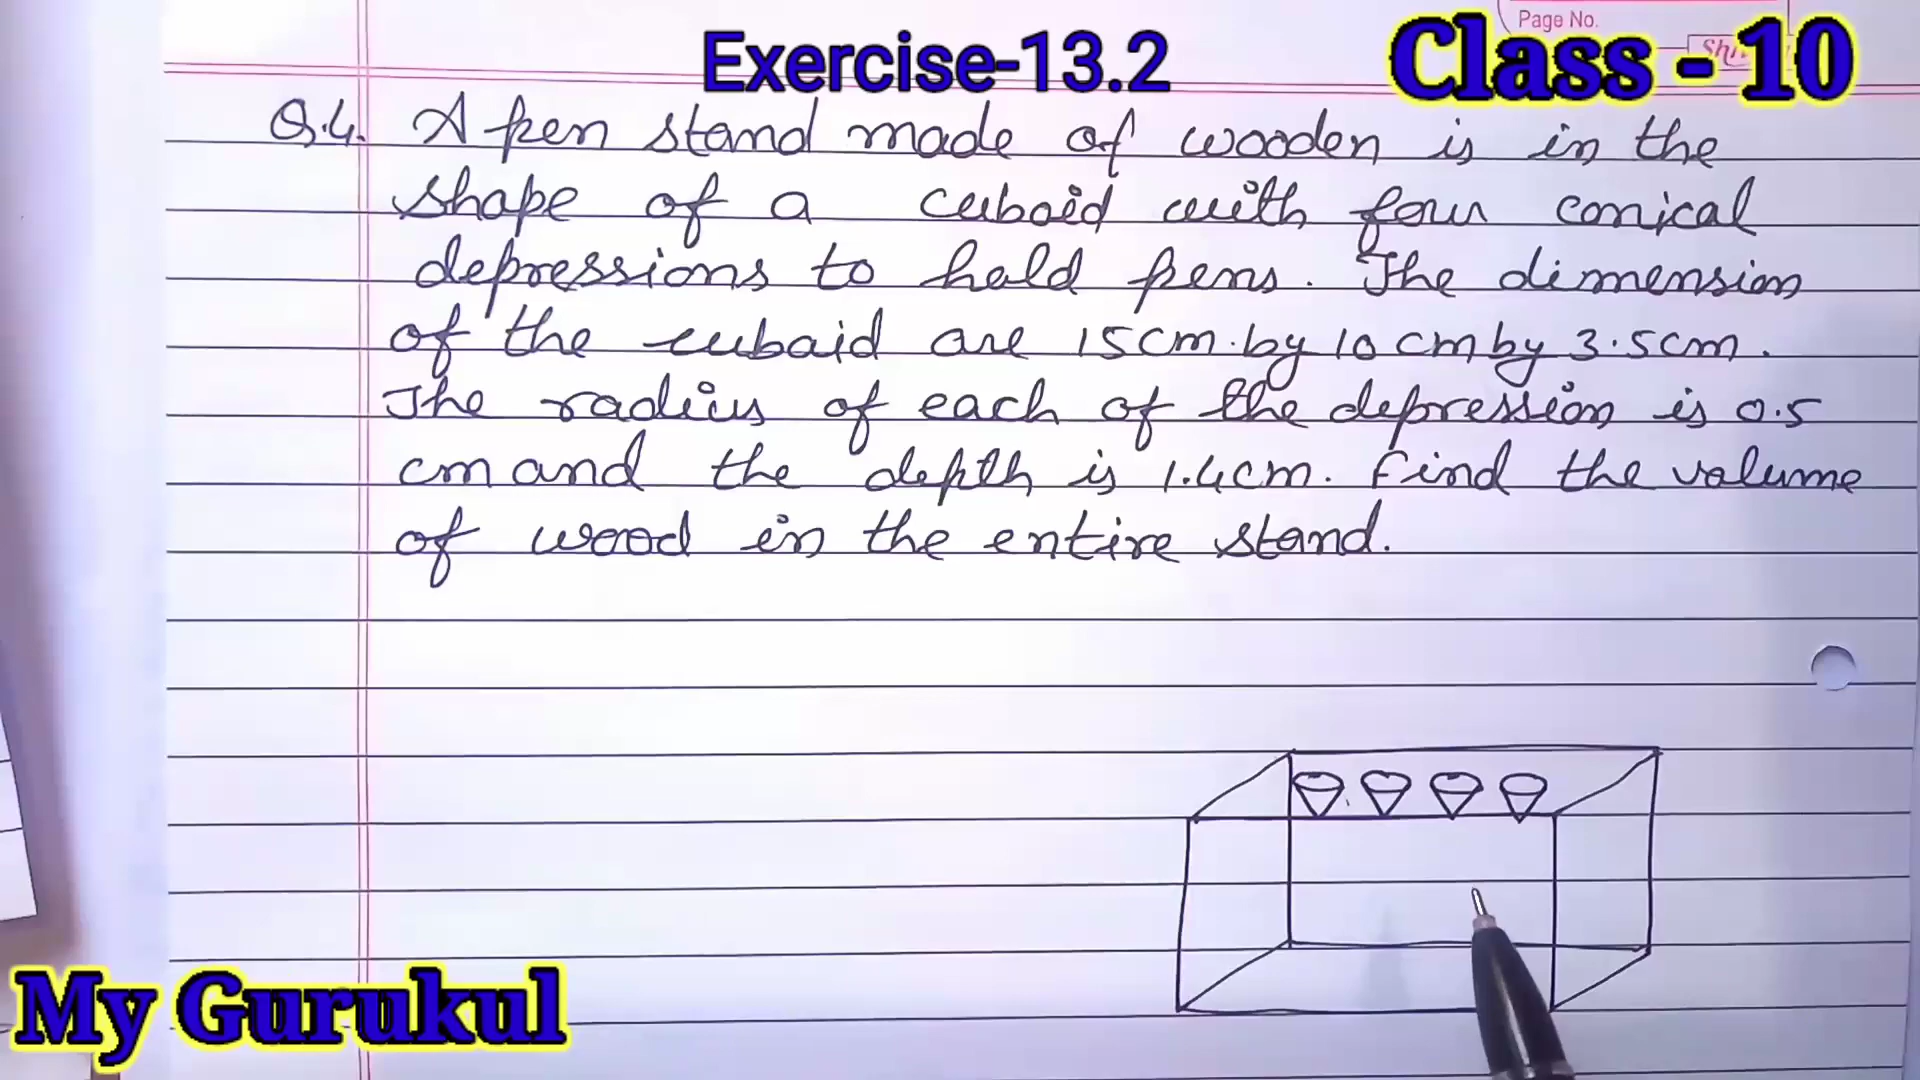 Page No.
Exercise-13.2
Class - 10
Q.4. A pen stand made of wooden is in the
shape of a cuboid with four conical
depressions to hold pens. The dimension
of the cubaid are 15cm. by 10 cm by 3.5cm.
The radius of each of the depression is 0.5
cm and the depth is 1.4cm. Find the volume
of wood in the entire stand.
My Gurukul